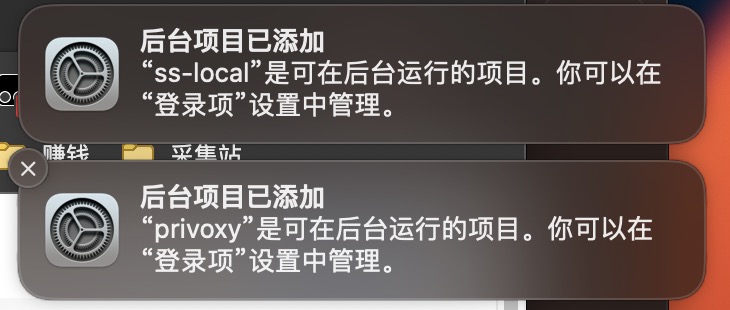 后台项目已添加
“ss-local”是可在后台运行的项目。你可以在
“登录项”设置中管理。
赚钱 采集站
后台项目已添加
“privoxy”是可在后台运行的项目。你可以在
“登录项”设置中管理。